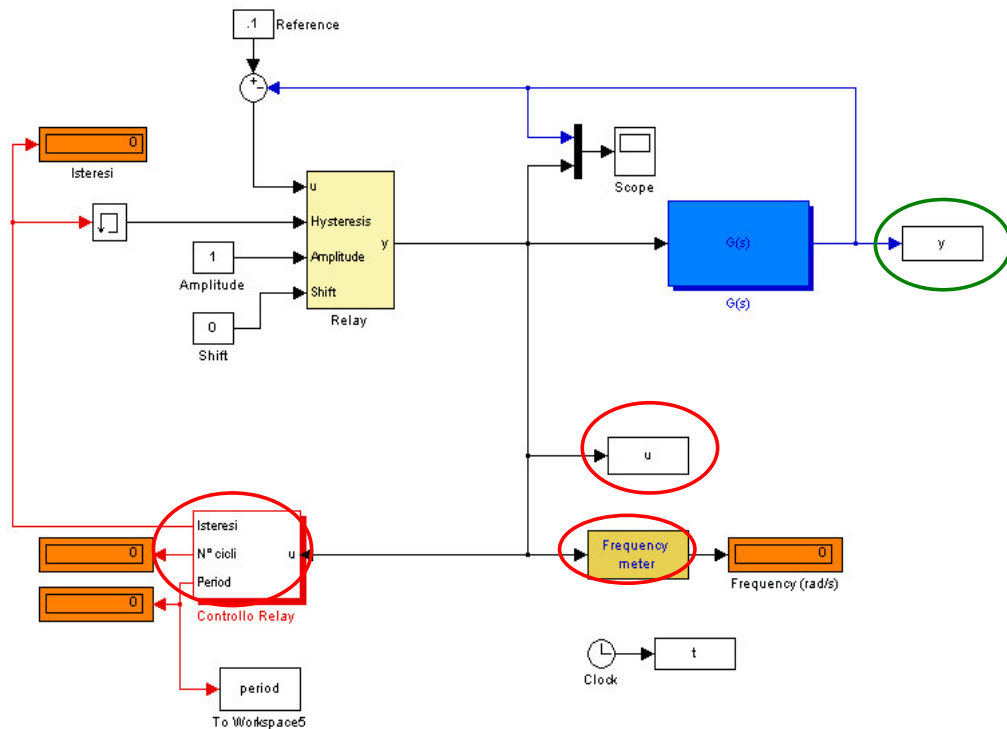 .1
Reference
+
−
0
Isteresi
u
Hysteresis
Amplitude
Shift
y
Relay
1
Amplitude
0
Shift
Scope
G(s)
G(s)
y
u
Isteresi
N° cicli
Period
u
Controllo Relay
0
0
Frequency
meter
0
Frequency (rad/s)
Clock
t
period
To Workspace5